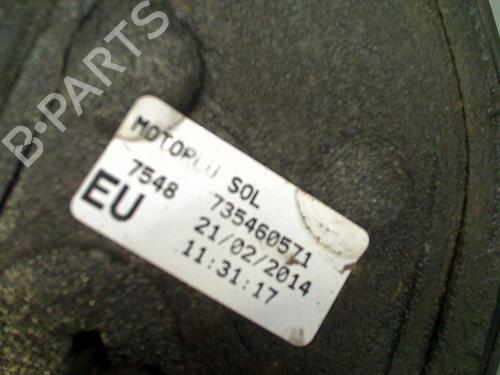 B-PARTS
MOTORLU SOL
7548 735460571
EU 21/02/2014
11:31:17